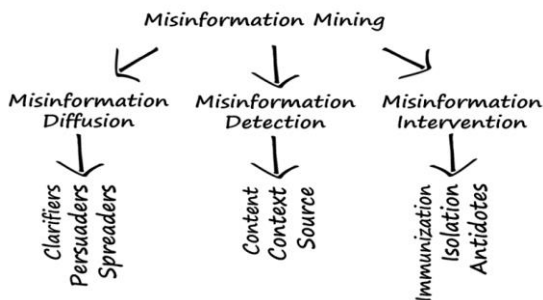 Misinformation Mining
Misinformation
Diffusion
Misinformation
Detection
Misinformation
Intervention
Clarifiers
Persuaders
Spreaders
Content
Context
Source
Immunization
Isolation
Antidotes